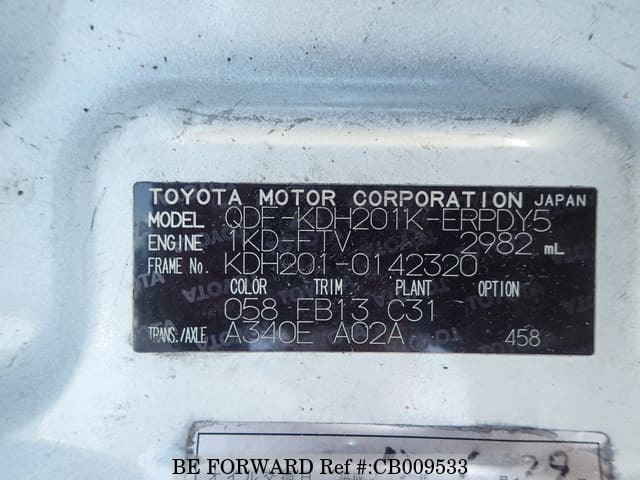 TOYOTA MOTOR CORPORATION JAPAN
MODEL QDF-KDH201K-ERPDY5
ENGINE 1KD-FTV 2982 mL
FRAME No. KDH201-0142320
COLOR TRIM PLANT OPTION
058 FB13 C31
TRANS./AXLE A340E A02A 458
BE FORWARD Ref #:CB009533